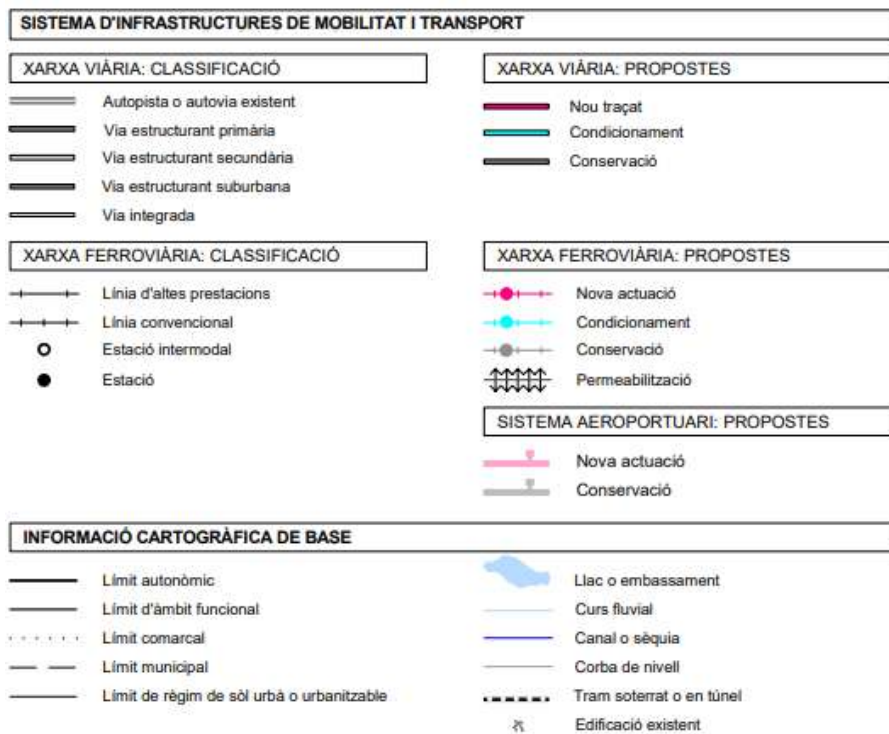 SISTEMA D'INFRASTRUCTURES DE MOBILITAT I TRANSPORT
XARXA VIÀRIA: CLASSIFICACIÓ
Autopista o autovia existent
Via estructurant primària
Via estructurant secundària
Via estructurant suburbana
Via integrada
XARXA VIÀRIA: PROPOSTES
Nou traçat
Condicionament
Conservació
XARXA FERROVIÀRIA: CLASSIFICACIÓ
Línia d'altes prestacions
Línia convencional
Estació intermodal
Estació
XARXA FERROVIÀRIA: PROPOSTES
Nova actuació
Condicionament
Conservació
Permeabilització
SISTEMA AEROPORTUARI: PROPOSTES
Nova actuació
Conservació
INFORMACIÓ CARTOGRÀFICA DE BASE
Límit autonòmic
Límit d'àmbit funcional
Límit comarcal
Límit municipal
Límit de règim de sòl urbà o urbanitzable
Llac o embassament
Curs fluvial
Canal o sèquia
Corba de nivell
Tram soterrat o en túnel
Edificació existent